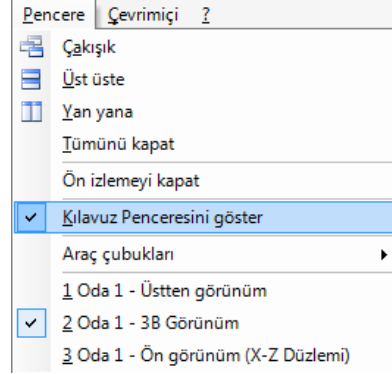 Pencere Çevrimiçi ?
Çakışık
Üst üste
Yan yana
Tümünü kapat
Ön izlemeyi kapat
Kılavuz Penceresini göster
Araç çubukları
1 Oda 1 - Üstten görünüm
2 Oda 1 - 3B Görünüm
3 Oda 1 - Ön görünüm (X-Z Düzlemi)